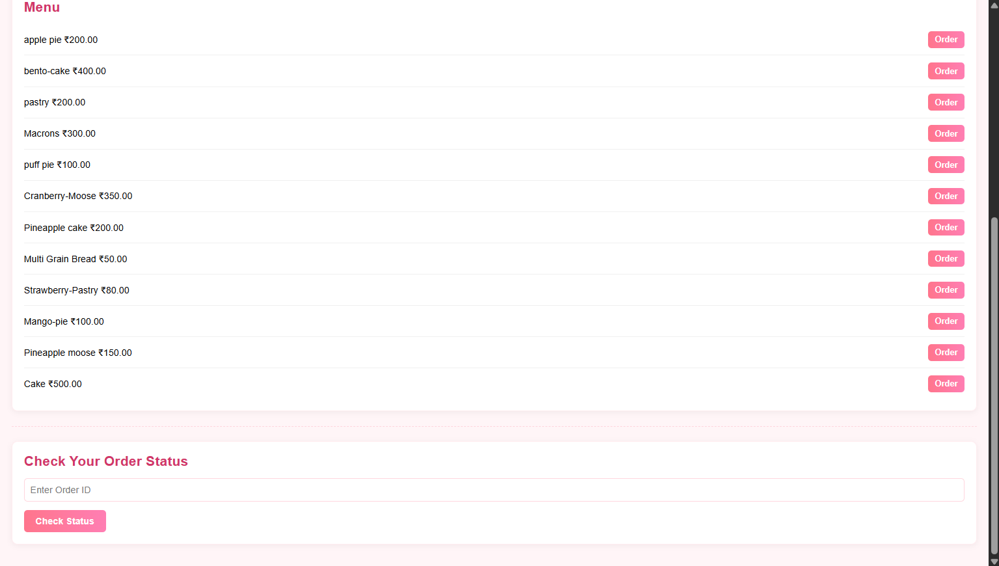 Menu
apple pie ₹200.00 Order
bento-cake ₹400.00 Order
pastry ₹200.00 Order
Macrons ₹300.00 Order
puff pie ₹100.00 Order
Cranberry-Moose ₹350.00 Order
Pineapple cake ₹200.00 Order
Multi Grain Bread ₹50.00 Order
Strawberry-Pastry ₹80.00 Order
Mango-pie ₹100.00 Order
Pineapple moose ₹150.00 Order
Cake ₹500.00 Order
Check Your Order Status
Enter Order ID
Check Status